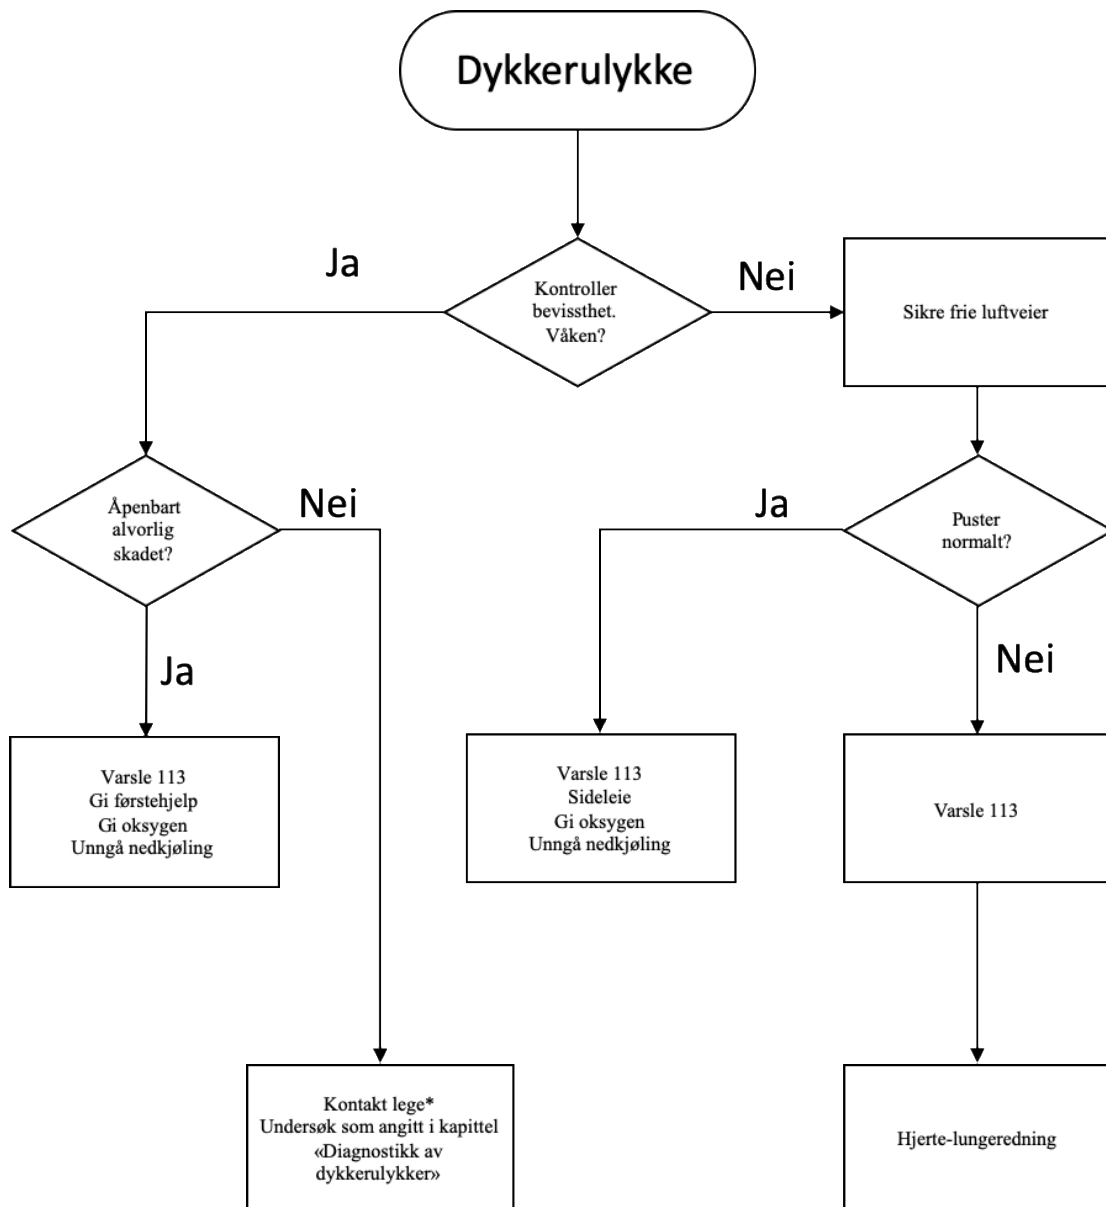 Dykkerulykke
Ja
Nei
Kontroller
bevissthet.
Våken?
Sikre frie luftveier
Åpenbart
alvorlig
skadet?
Nei
Ja
Puster
normalt?
Ja
Nei
Varsle 113
Gi førstehjelp
Gi oksygen
Unngå nedkjøling
Varsle 113
Sideleie
Gi oksygen
Unngå nedkjøling
Varsle 113
Kontakt lege*
Undersøk som angitt i kapittel
«Diagnostikk av
dykkerulykker»
Hjerte-lungeredning